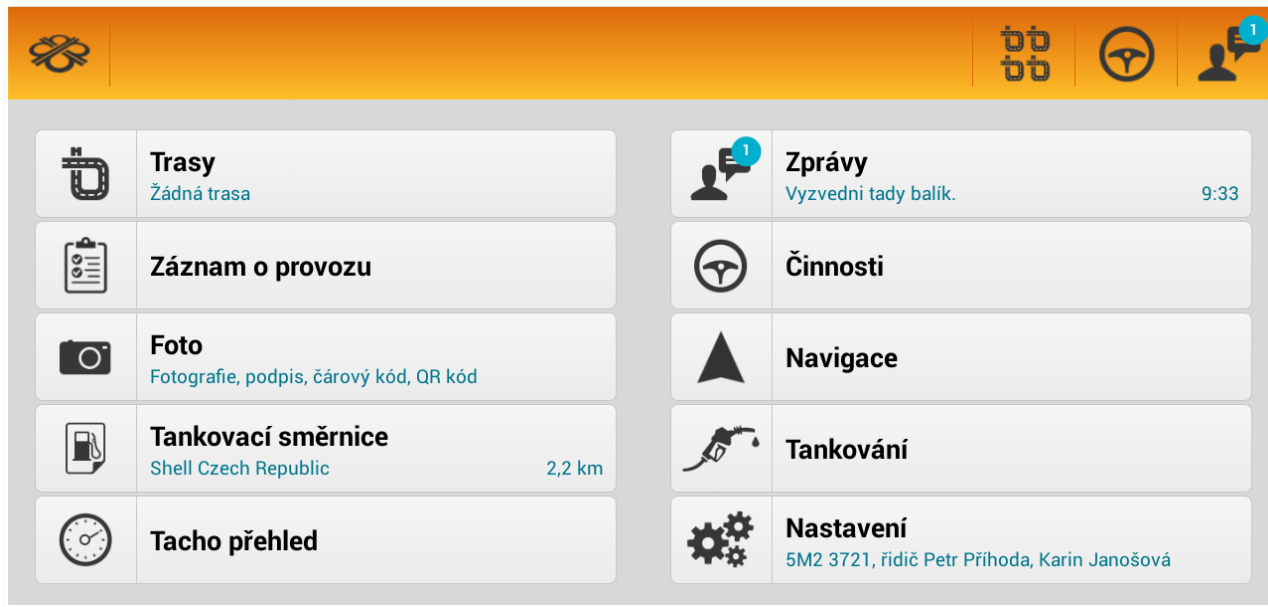 1
Trasy
Žádná trasa
Záznam o provozu
Foto
Fotografie, podpis, čárový kód, QR kód
Tankovací směrnice
Shell Czech Republic 2,2 km
Tacho přehled
1
Zprávy
Vyzvedni tady balík. 9:33
Činnosti
Navigace
Tankování
Nastavení
5M2 3721, řidič Petr Příhoda, Karin Janošová